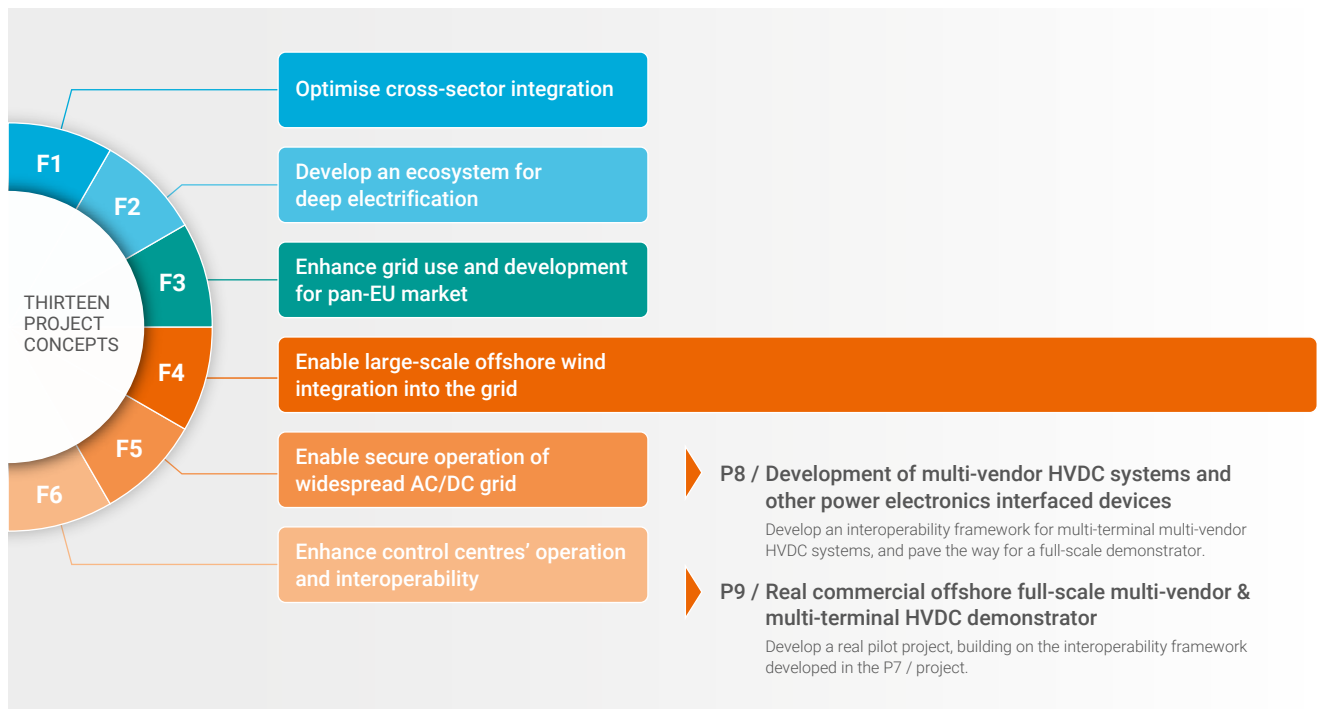 F1
F2
F3
F4
F5
F6
THIRTEEN
PROJECT
CONCEPTS
Optimise cross-sector integration
Develop an ecosystem for
deep electrification
Enhance grid use and development
for pan-EU market
Enable large-scale offshore wind
integration into the grid
Enable secure operation of
widespread AC/DC grid
Enhance control centres’ operation
and interoperability
P8 / Development of multi-vendor HVDC systems and
other power electronics interfaced devices
Develop an interoperability framework for multi-terminal multi-vendor
HVDC systems, and pave the way for a full-scale demonstrator.
P9 / Real commercial offshore full-scale multi-vendor &
multi-terminal HVDC demonstrator
Develop a real pilot project, building on the interoperability framework
developed in the P7 / project.